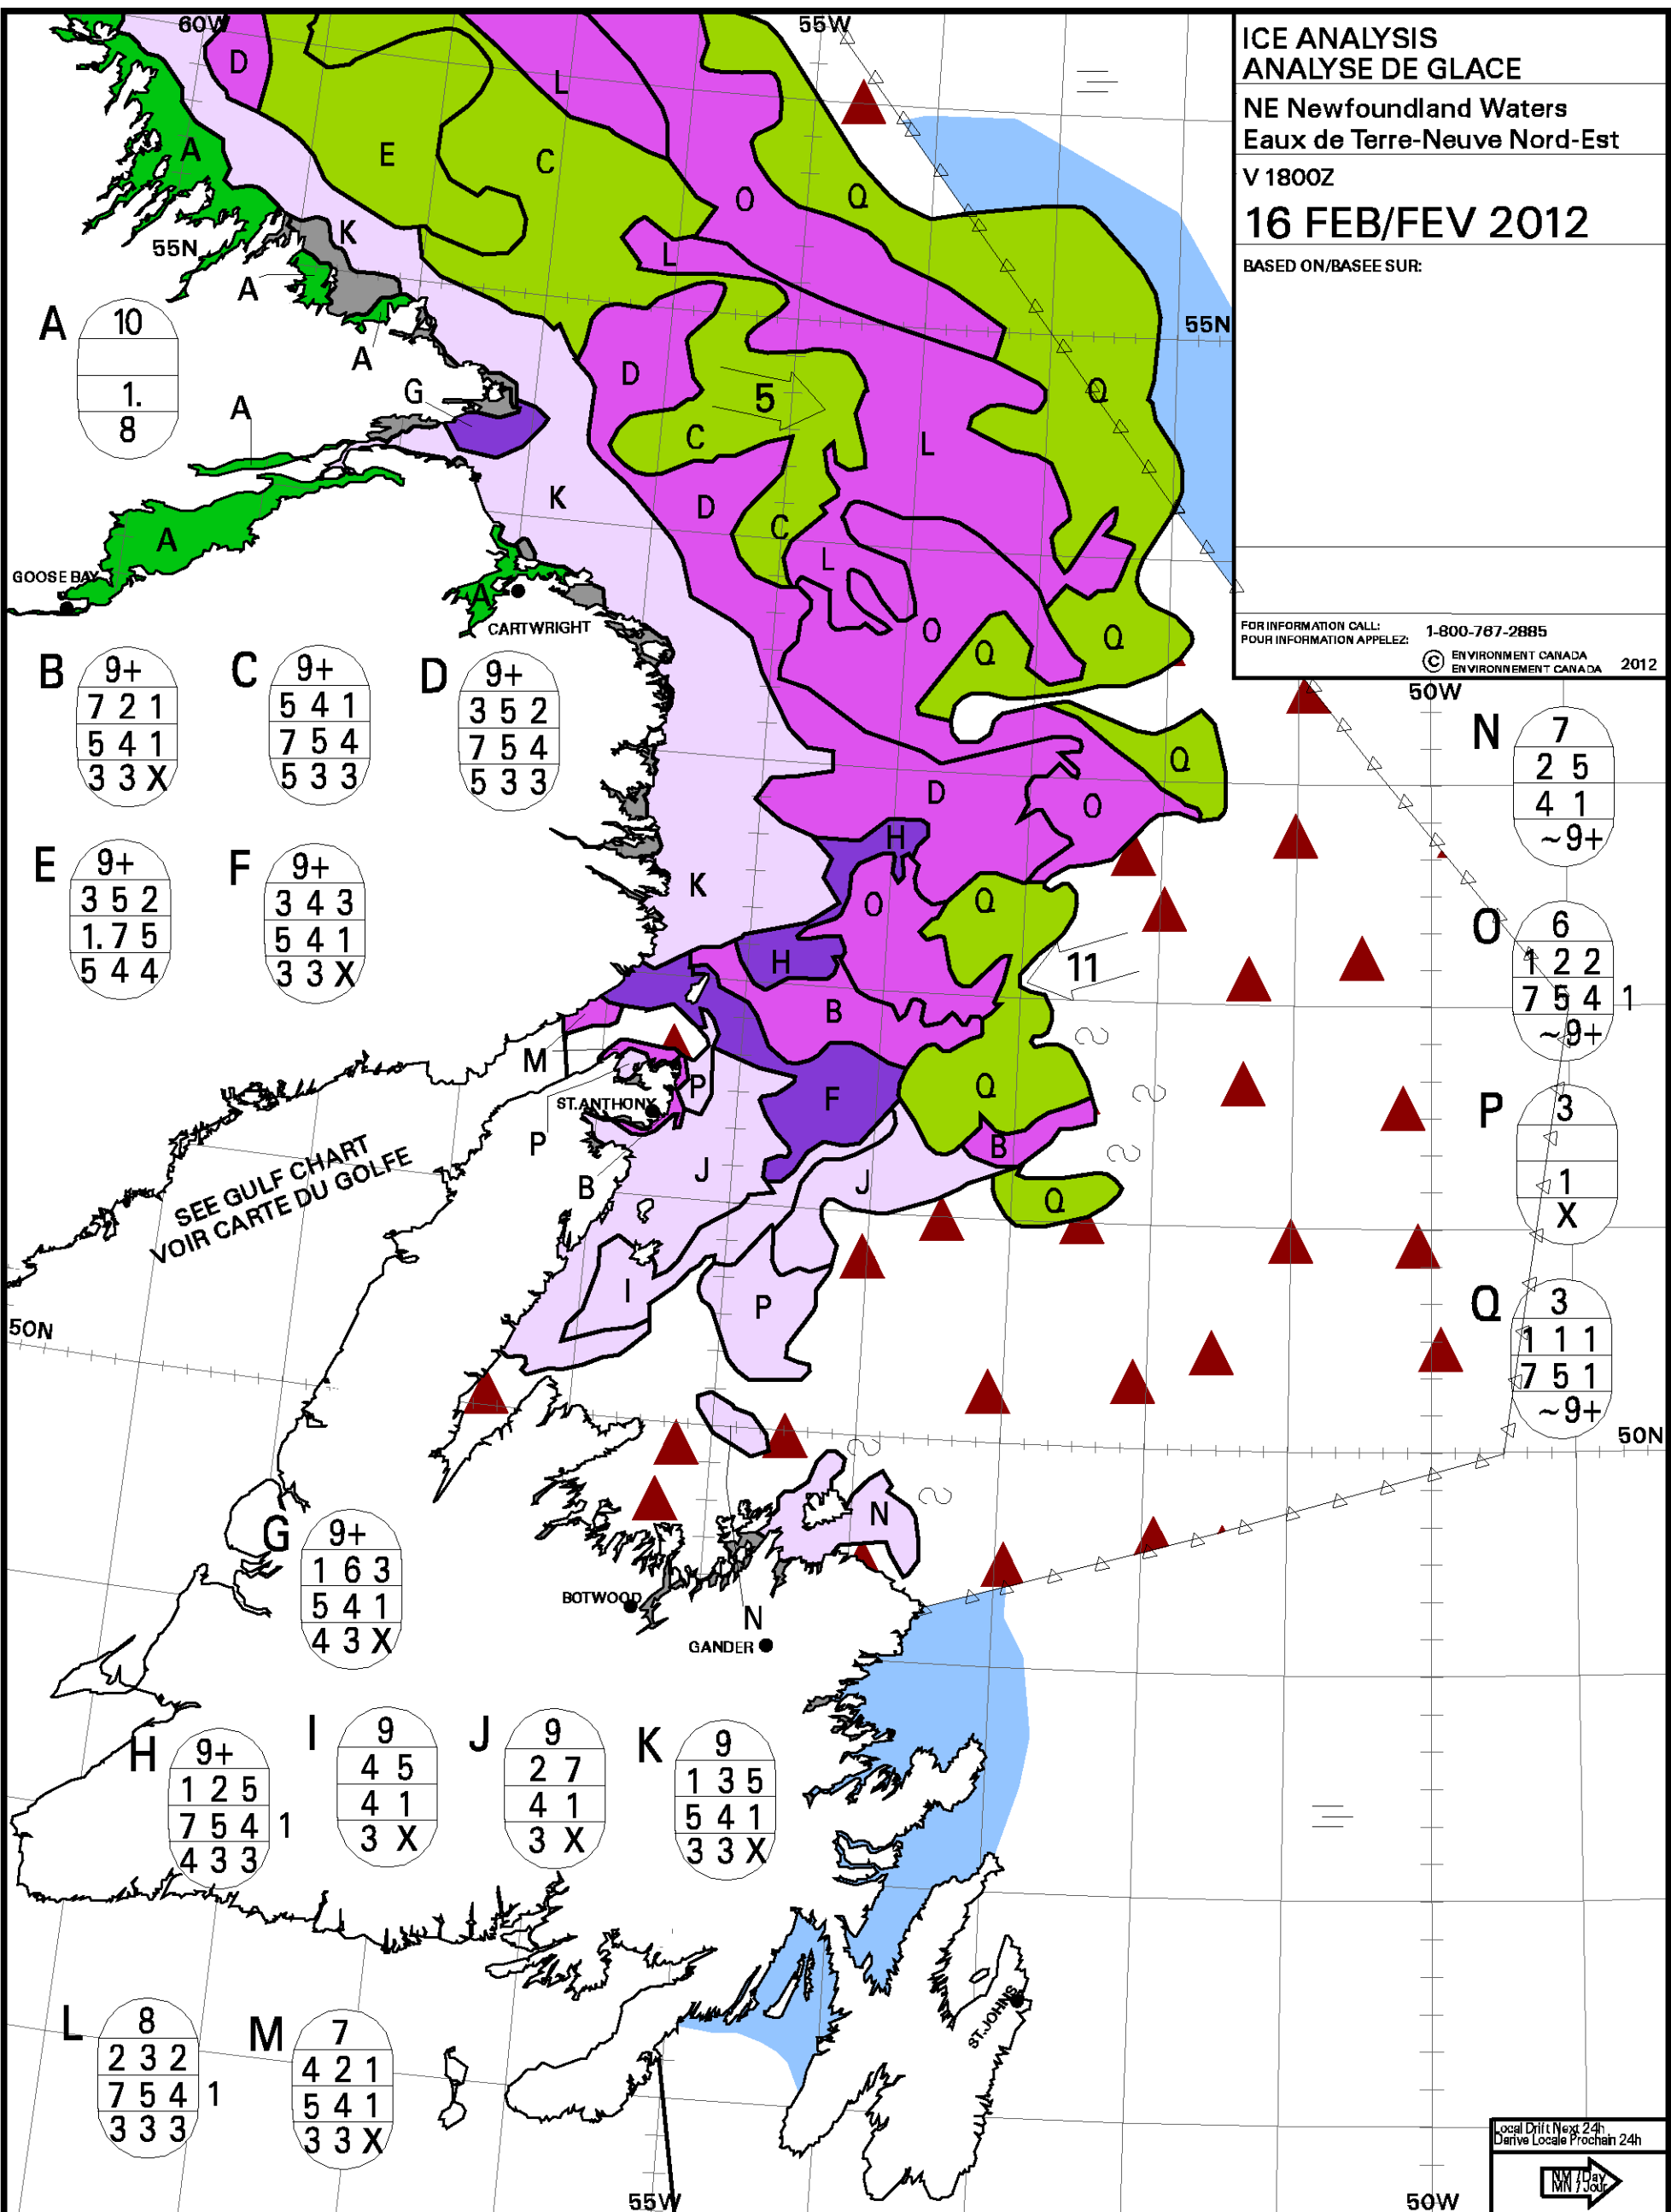 60W
55W
ICE ANALYSIS
ANALYSE DE GLACE
NE Newfoundland Waters
Eaux de Terre-Neuve Nord-Est
V 1800Z
16 FEB/FEV 2012
BASED ON/BASEE SUR:
FOR INFORMATION CALL:
POUR INFORMATION APPELEZ:
1-800-767-2885
© ENVIRONMENT CANADA
ENVIRONNEMENT CANADA 2012
D
L
E
C
O
Q
A
K
55N
L
A
55N
A
D
5
Q
G
A
C
L
K
D
C
A
L
GOOSE BAY
A
CARTWRIGHT
O
Q
Q
50W
Q
D
O
H
K
O
Q
H
11
B
M
P
Q
ST. ANTHONY
F
P
B
J
J
B
Q
SEE GULF CHART
VOIR CARTE DU GOLFE
I
P
50N
50N
N
BOTWOOD
N
GANDER
ST. JOHNS
A
10
1.
8
B
9+
7 2 1
5 4 1
3 3 X
C
9+
5 4 1
7 5 4
5 3 3
D
9+
3 5 2
7 5 4
5 3 3
E
9+
3 5 2
1. 7 5
5 4 4
F
9+
3 4 3
5 4 1
3 3 X
G
9+
1 6 3
5 4 1
4 3 X
H
9+
1 2 5
7 5 4 1
4 3 3
I
9
4 5
4 1
3 X
J
9
2 7
4 1
3 X
K
9
1 3 5
5 4 1
3 3 X
L
8
2 3 2
7 5 4 1
3 3 3
M
7
4 2 1
5 4 1
3 3 X
N
7
2 5
4 1
~9+
O
6
1 2 2
7 5 4 1
~9+
P
3
1
X
Q
3
1 1 1
7 5 1
~9+
Local Drift Next 24h
Derive Locale Prochain 24h
NM / Day
MN / Jour
55W
50W